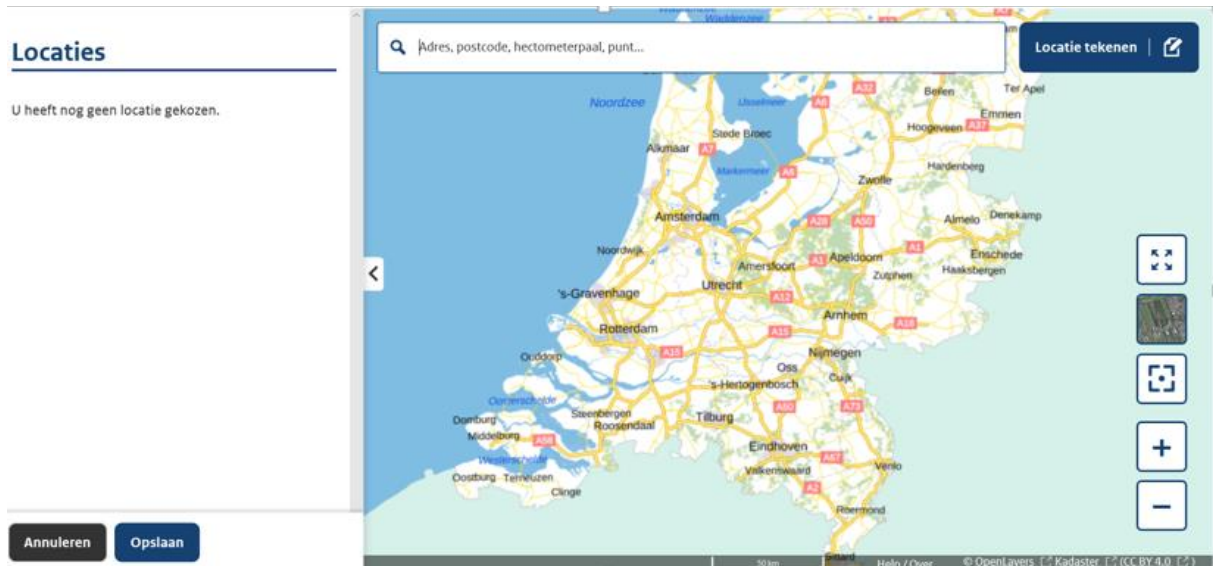 Locaties
U heeft nog geen locatie gekozen.
Annuleren
Opslaan
Adres, postcode, hectometerpaal, punt...
Locatie tekenen
Waddenzee
Noordzee
IJsselmeer
A6
A32
Beilen
Ter Apel
Emmen
Hoogeveen
A37
Stede Broec
Alkmaar
A7
Markermeer
A6
Hardenberg
Zwolle
Amsterdam
A28
A50
Almelo
Denekamp
Noordwijk
Amersfoort
A1
Apeldoorn
A1
Enschede
Zutphen
Haaksbergen
Utrecht
's-Gravenhage
A12
Arnhem
A18
Rotterdam
A15
A15
Nijmegen
Ouddorp
Oss
Cuijk
's-Hertogenbosch
Oosterschelde
A73
Domburg
Steenbergen
Roosendaal
Tilburg
Middelburg
A58
Eindhoven
A67
Westerschelde
Valkenswaard
Venlo
Oostburg
Terneuzen
Clinge
A2
Roermond
Sittard
50 km
Help / Over
© OpenLayers
Kadaster
(CC BY 4.0
)